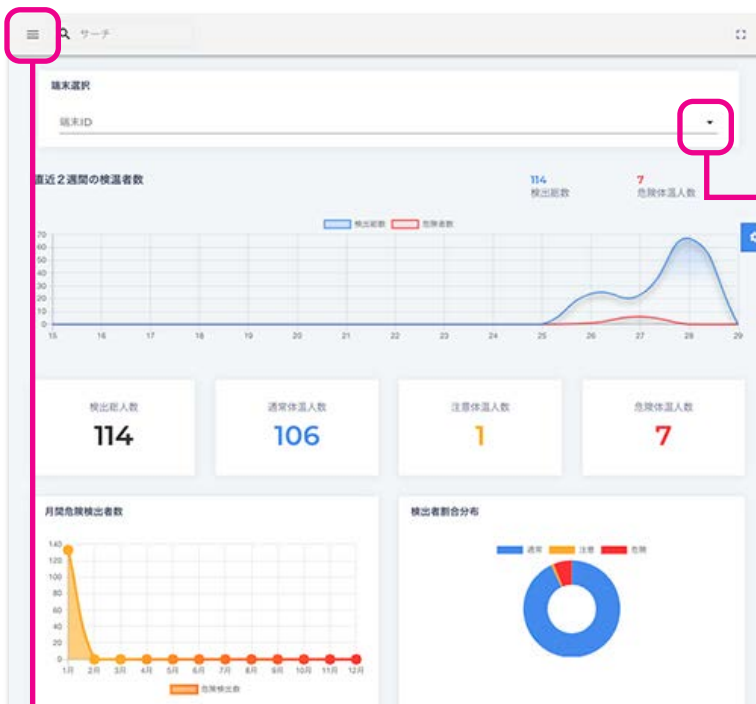 サーチ
端末選択
端末ID
直近２週間の検温者数
114
検出総数
7
危険体温人数
検出総数 危険者数
70
60
50
40
30
20
10
0
15 16 17 18 19 20 21 22 23 24 25 26 27 28 29
検出総人数
114
通常体温人数
106
注意体温人数
1
危険体温人数
7
月間危険検出者数
140
120
100
80
60
40
20
0
1月 2月 3月 4月 5月 6月 7月 8月 9月 10月 11月 12月
危険検出数
検出者割合分布
通常 注意 危険